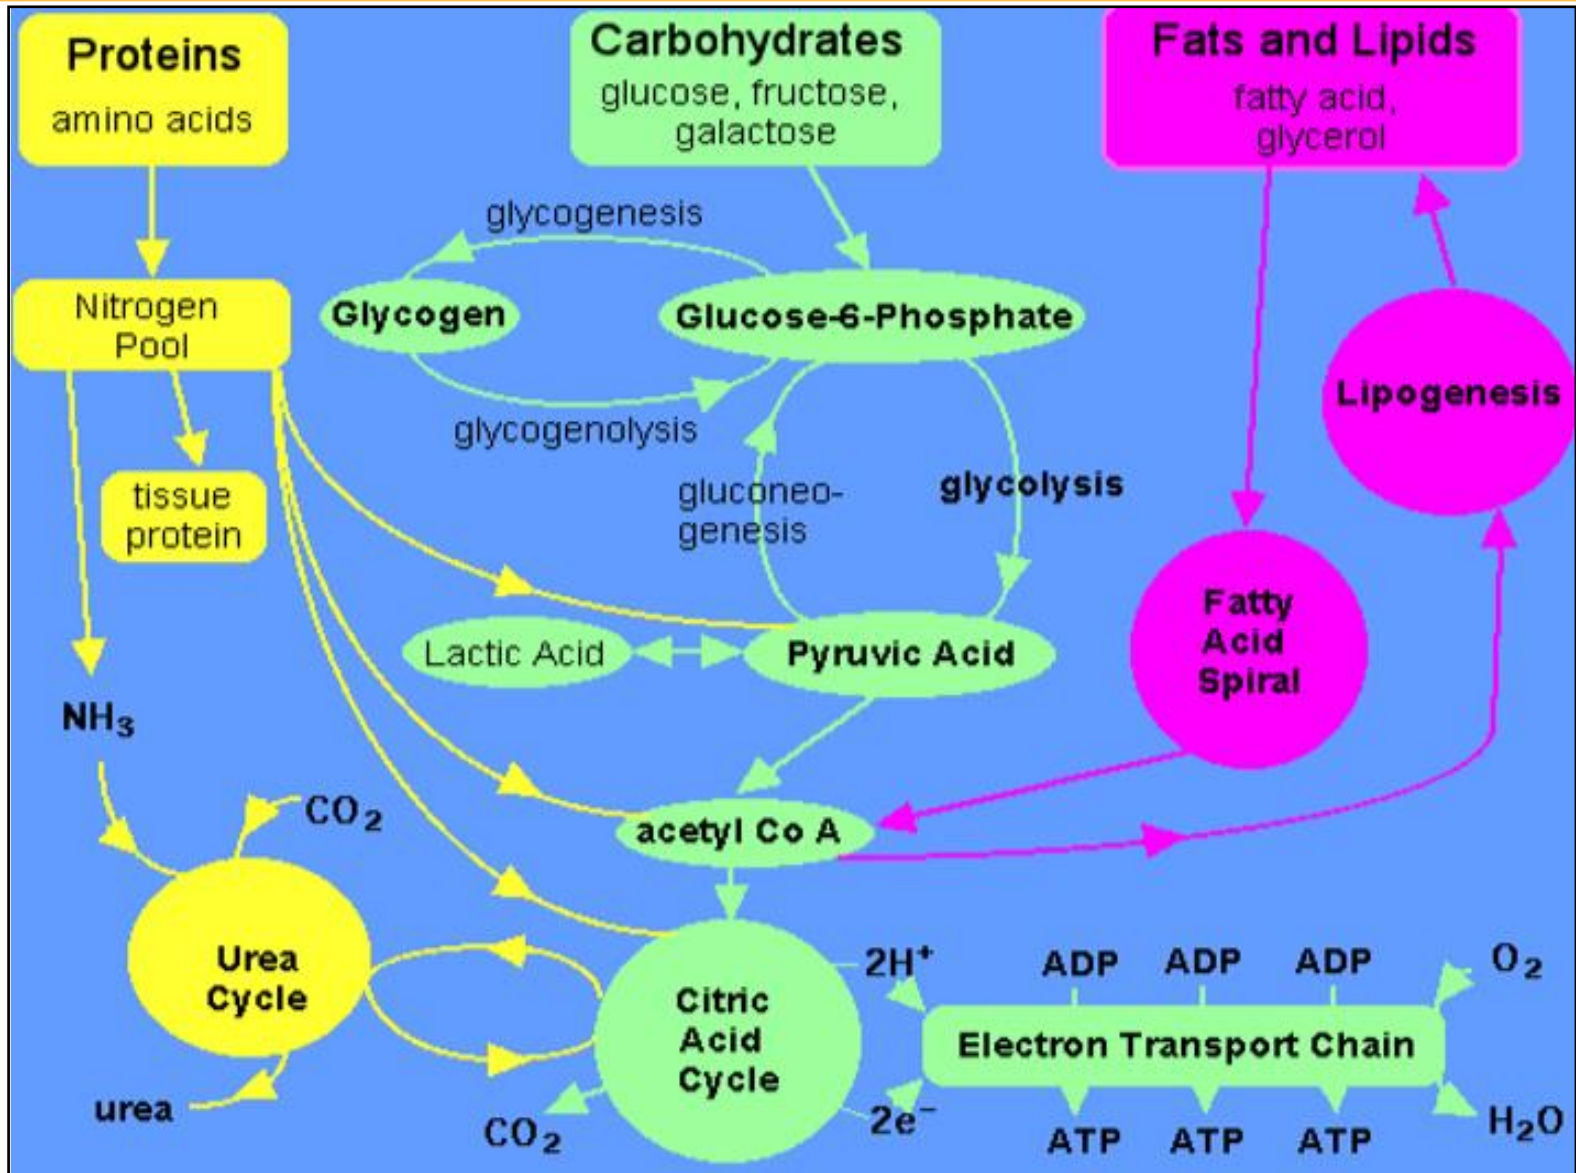 Proteins
amino acids
Carbohydrates
glucose, fructose,
galactose
Fats and Lipids
fatty acid,
glycerol
glycogenesis
Nitrogen
Pool
Glycogen
Glucose-6-Phosphate
Lipogenesis
glycogenolysis
tissue
protein
gluconeo-
genesis
glycolysis
Fatty
Acid
Spiral
Lactic Acid
Pyruvic Acid
NH₃
CO₂
acetyl Co A
Urea
Cycle
urea
Citric
Acid
Cycle
CO₂
2H⁺
2e⁻
ADP ADP ADP
O₂
Electron Transport Chain
ATP ATP ATP
H₂O